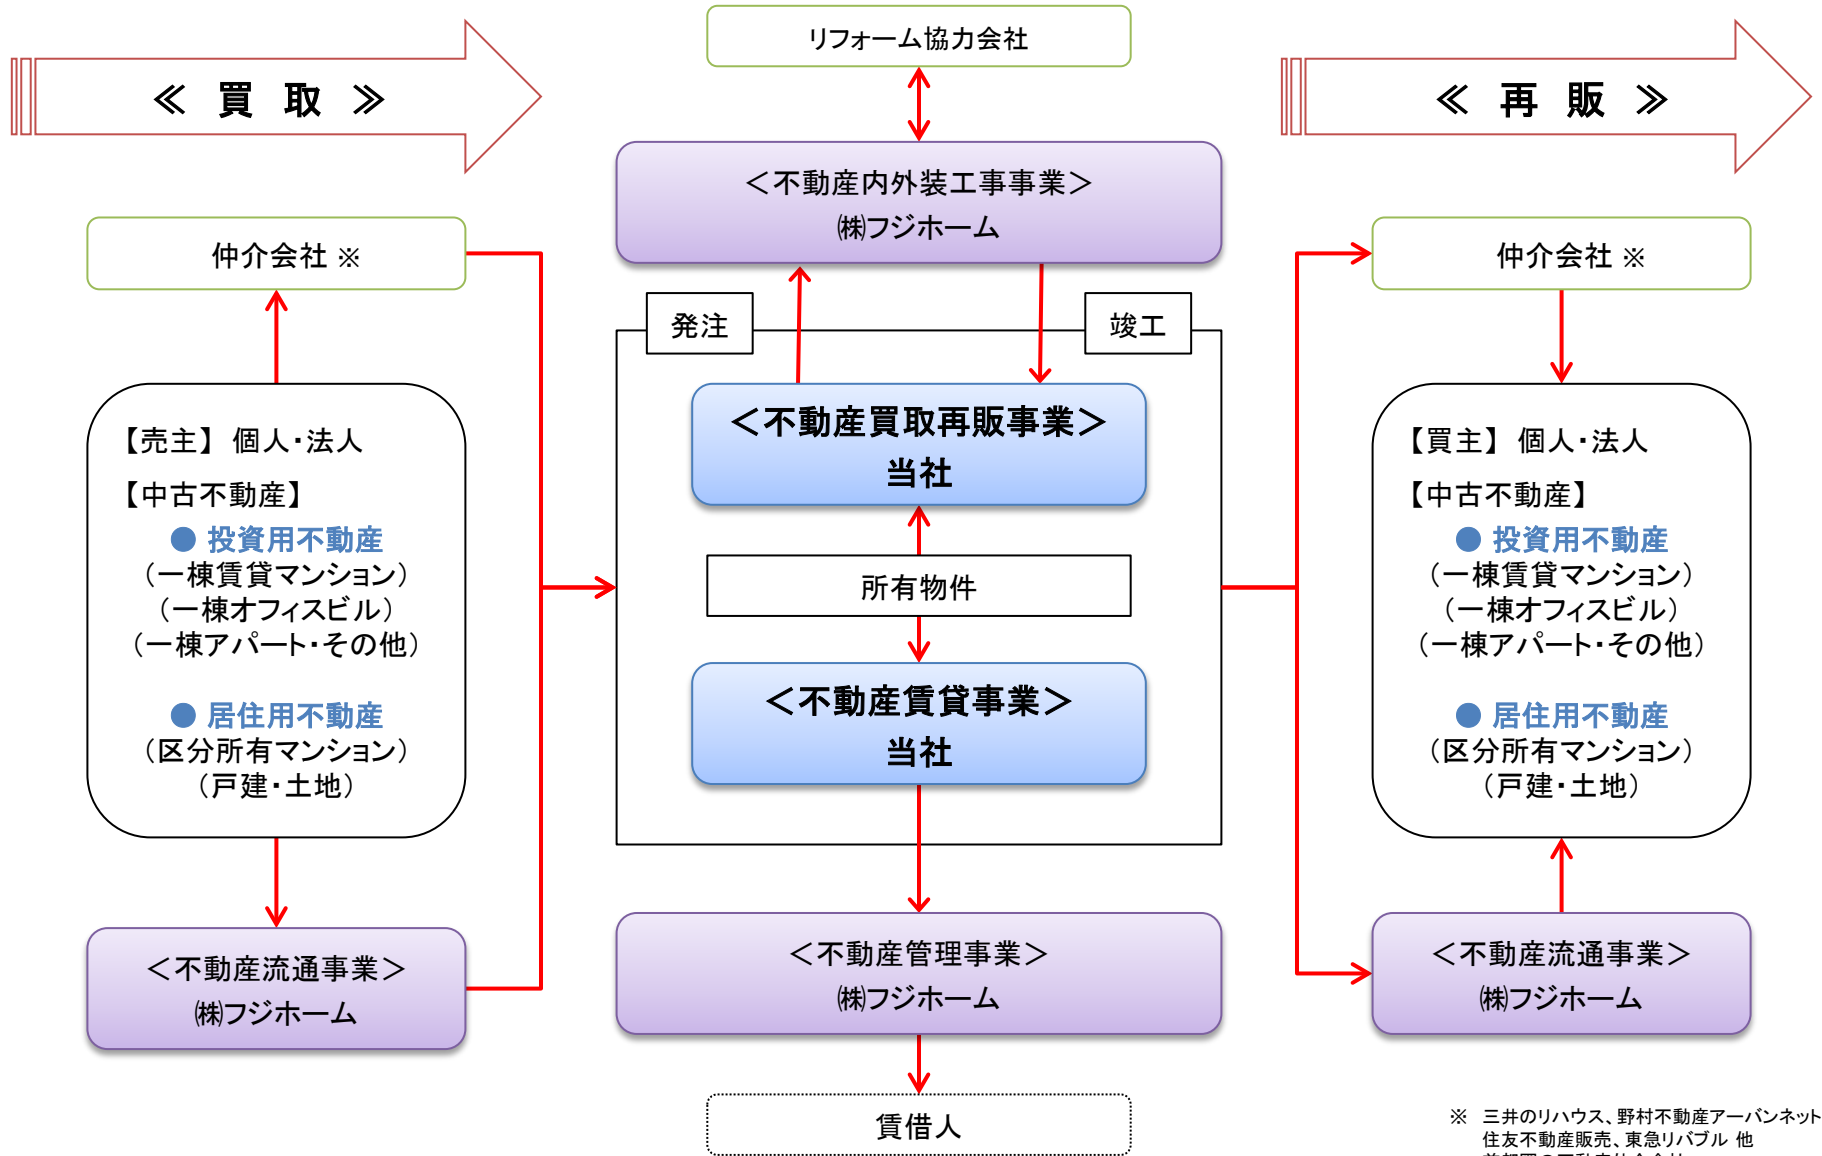 ≪ 買 取 ≫
リフォーム協力会社
≪ 再 販 ≫
＜不動産内外装工事事業＞
㈱フジホーム
仲介会社 ※
仲介会社 ※
発注
竣工
【売主】 個人・法人
【中古不動産】
● 投資用不動産
（一棟賃貸マンション）
（一棟オフィスビル）
（一棟アパート・その他）
● 居住用不動産
（区分所有マンション）
（戸建・土地）
＜不動産買取再販事業＞
当社
所有物件
＜不動産賃貸事業＞
当社
【買主】 個人・法人
【中古不動産】
● 投資用不動産
（一棟賃貸マンション）
（一棟オフィスビル）
（一棟アパート・その他）
● 居住用不動産
（区分所有マンション）
（戸建・土地）
＜不動産流通事業＞
㈱フジホーム
＜不動産管理事業＞
㈱フジホーム
＜不動産流通事業＞
㈱フジホーム
賃借人
※ 三井のリハウス、野村不動産アーバンネット
住友不動産販売、東急リバブル 他